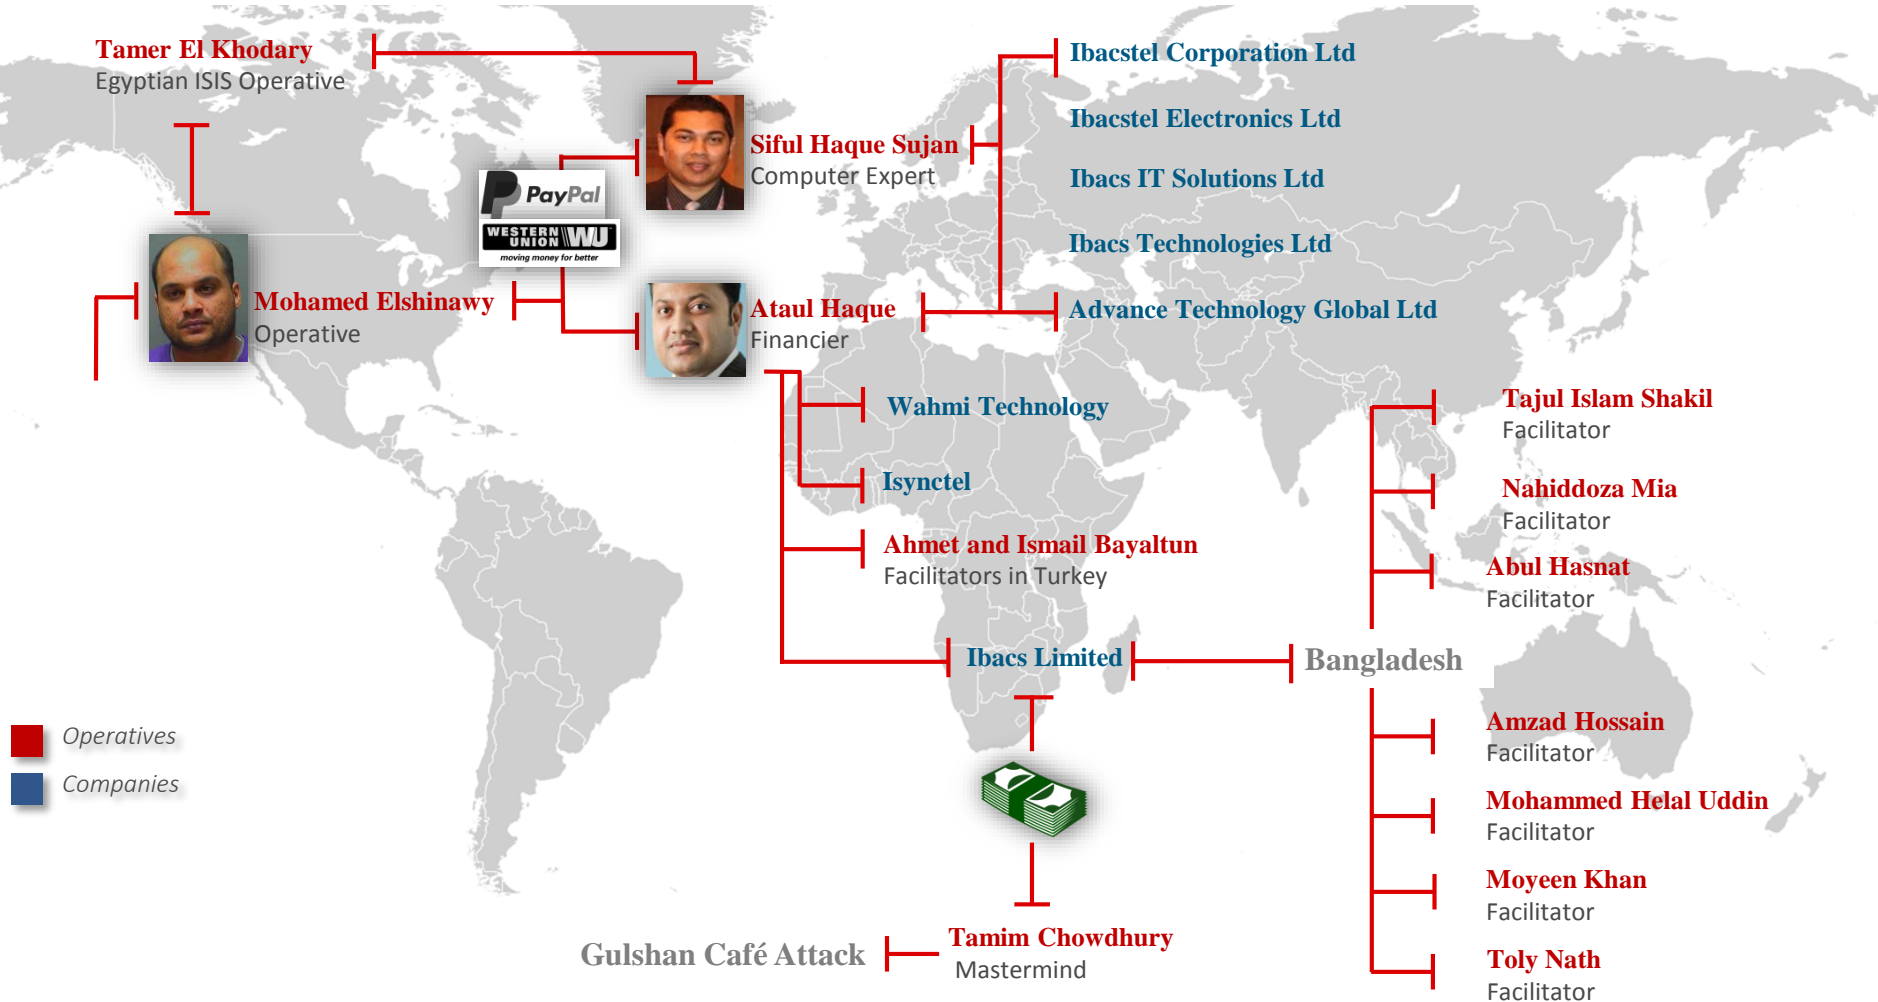 Tamer El Khodary
Egyptian ISIS Operative
Ibacstel Corporation Ltd
Ibacstel Electronics Ltd
Siful Haque Sujan
Computer Expert
Ibacs IT Solutions Ltd
PayPal
WESTERN
UNION WU
moving money for better
Ibacs Technologies Ltd
Mohamed Elshinawy
Operative
Ataul Haque
Financier
Advance Technology Global Ltd
Wahmi Technology
Isynctel
Ahmet and Ismail Bayaltun
Facilitators in Turkey
Ibacs Limited
Bangladesh
Tajul Islam Shakil
Facilitator
Nahiddoza Mia
Facilitator
Abul Hasnat
Facilitator
Amzad Hossain
Facilitator
Mohammed Helal Uddin
Facilitator
Moyeen Khan
Facilitator
Toly Nath
Facilitator
Operatives
Companies
Gulshan Café Attack
Tamim Chowdhury
Mastermind